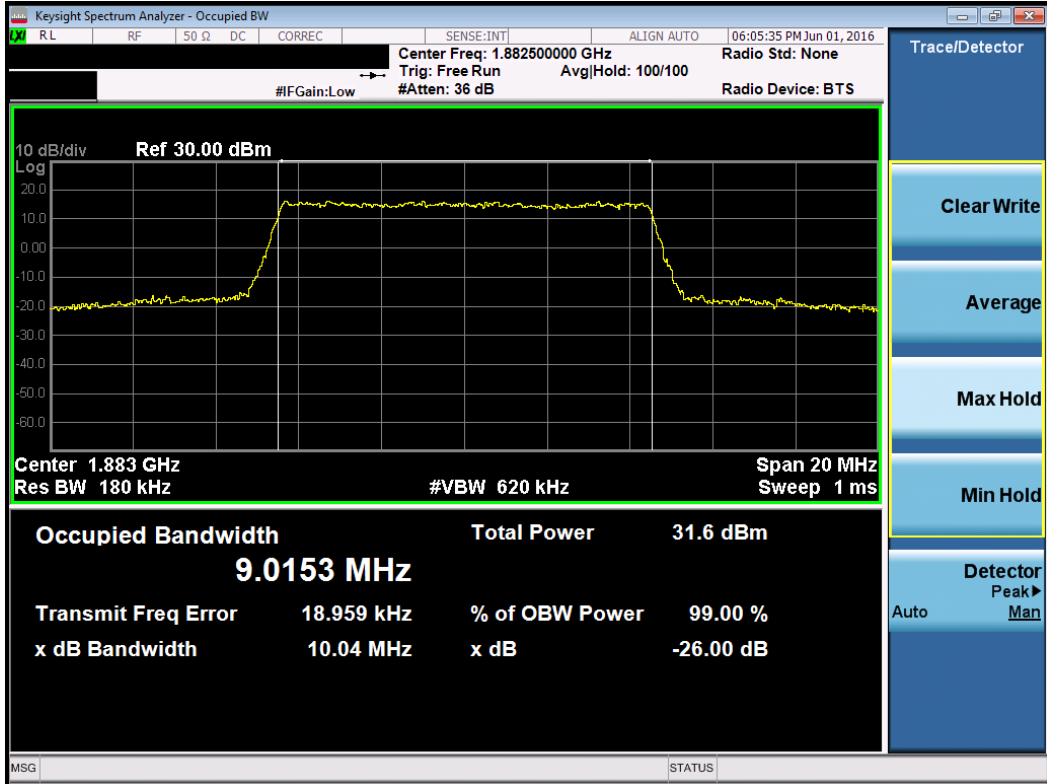 Keysight Spectrum Analyzer - Occupied BW
LXI RL RF 50 Ω DC CORREC SENSE:INT ALIGN AUTO 06:05:35 PM Jun 01, 2016
Center Freq: 1.882500000 GHz Radio Std: None
Trig: Free Run Avg|Hold: 100/100
#IFGain:Low #Atten: 36 dB Radio Device: BTS
Trace/Detector
10 dB/div Ref 30.00 dBm
Log
20.0
10.0
0.00
-10.0
-20.0
-30.0
-40.0
-50.0
-60.0
Center 1.883 GHz Span 20 MHz
Res BW 180 kHz #VBW 620 kHz Sweep 1 ms
Clear Write
Average
Max Hold
Min Hold
Detector
Peak▶
Auto Man
Occupied Bandwidth Total Power 31.6 dBm
9.0153 MHz
Transmit Freq Error 18.959 kHz % of OBW Power 99.00 %
x dB Bandwidth 10.04 MHz x dB -26.00 dB
MSG STATUS